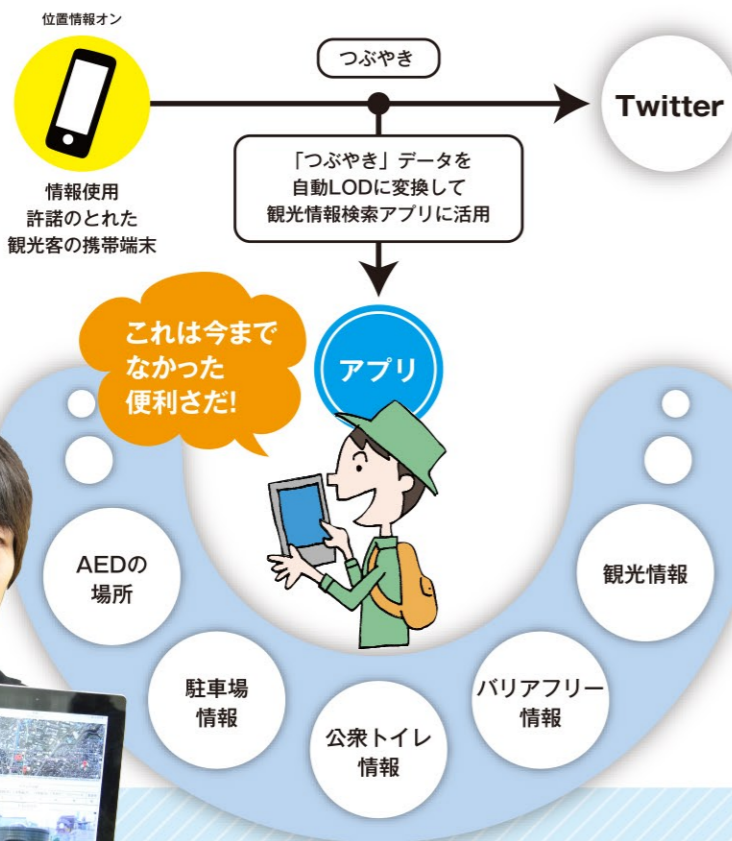 位置情報オン
つぶやき
Twitter
情報使用
許諾のとれた
観光客の携帯端末
「つぶやき」データを
自動LODに変換して
観光情報検索アプリに活用
これは今まで
なかった
便利さだ!
アプリ
AEDの
場所
駐車場
情報
公衆トイレ
情報
バリアフリー
情報
観光情報